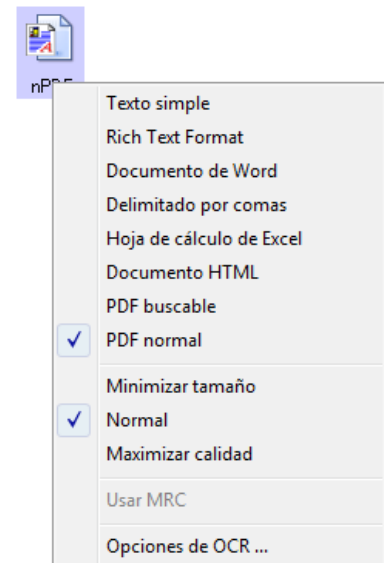 Texto simple
Rich Text Format
Documento de Word
Delimitado por comas
Hoja de cálculo de Excel
Documento HTML
PDF buscable
PDF normal
Minimizar tamaño
Normal
Maximizar calidad
Usar MRC
Opciones de OCR ...